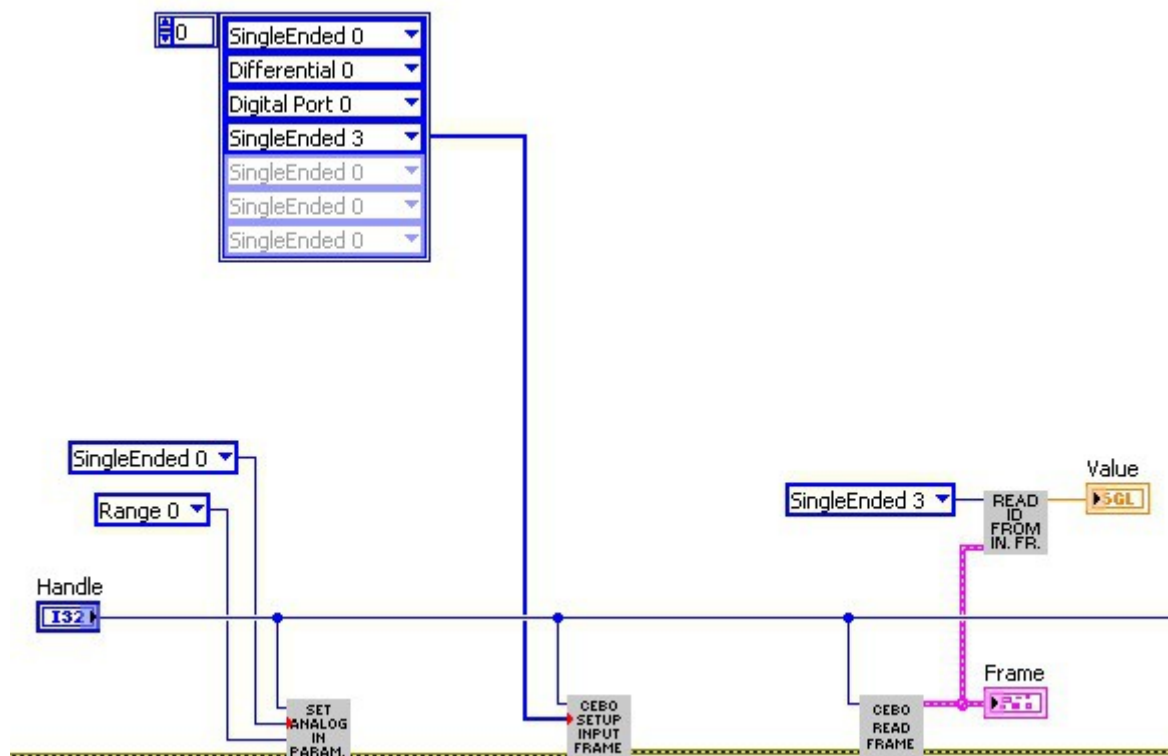 0
SingleEnded 0
Differential 0
Digital Port 0
SingleEnded 3
SingleEnded 0
SingleEnded 0
SingleEnded 0
SingleEnded 0
Range 0
Handle
I32
SET
ANALOG
IN
PARAM.
CEBO
SETUP
INPUT
FRAME
SingleEnded 3
READ
ID
FROM
IN. FR.
Value
SGL
CEBO
READ
FRAME
Frame